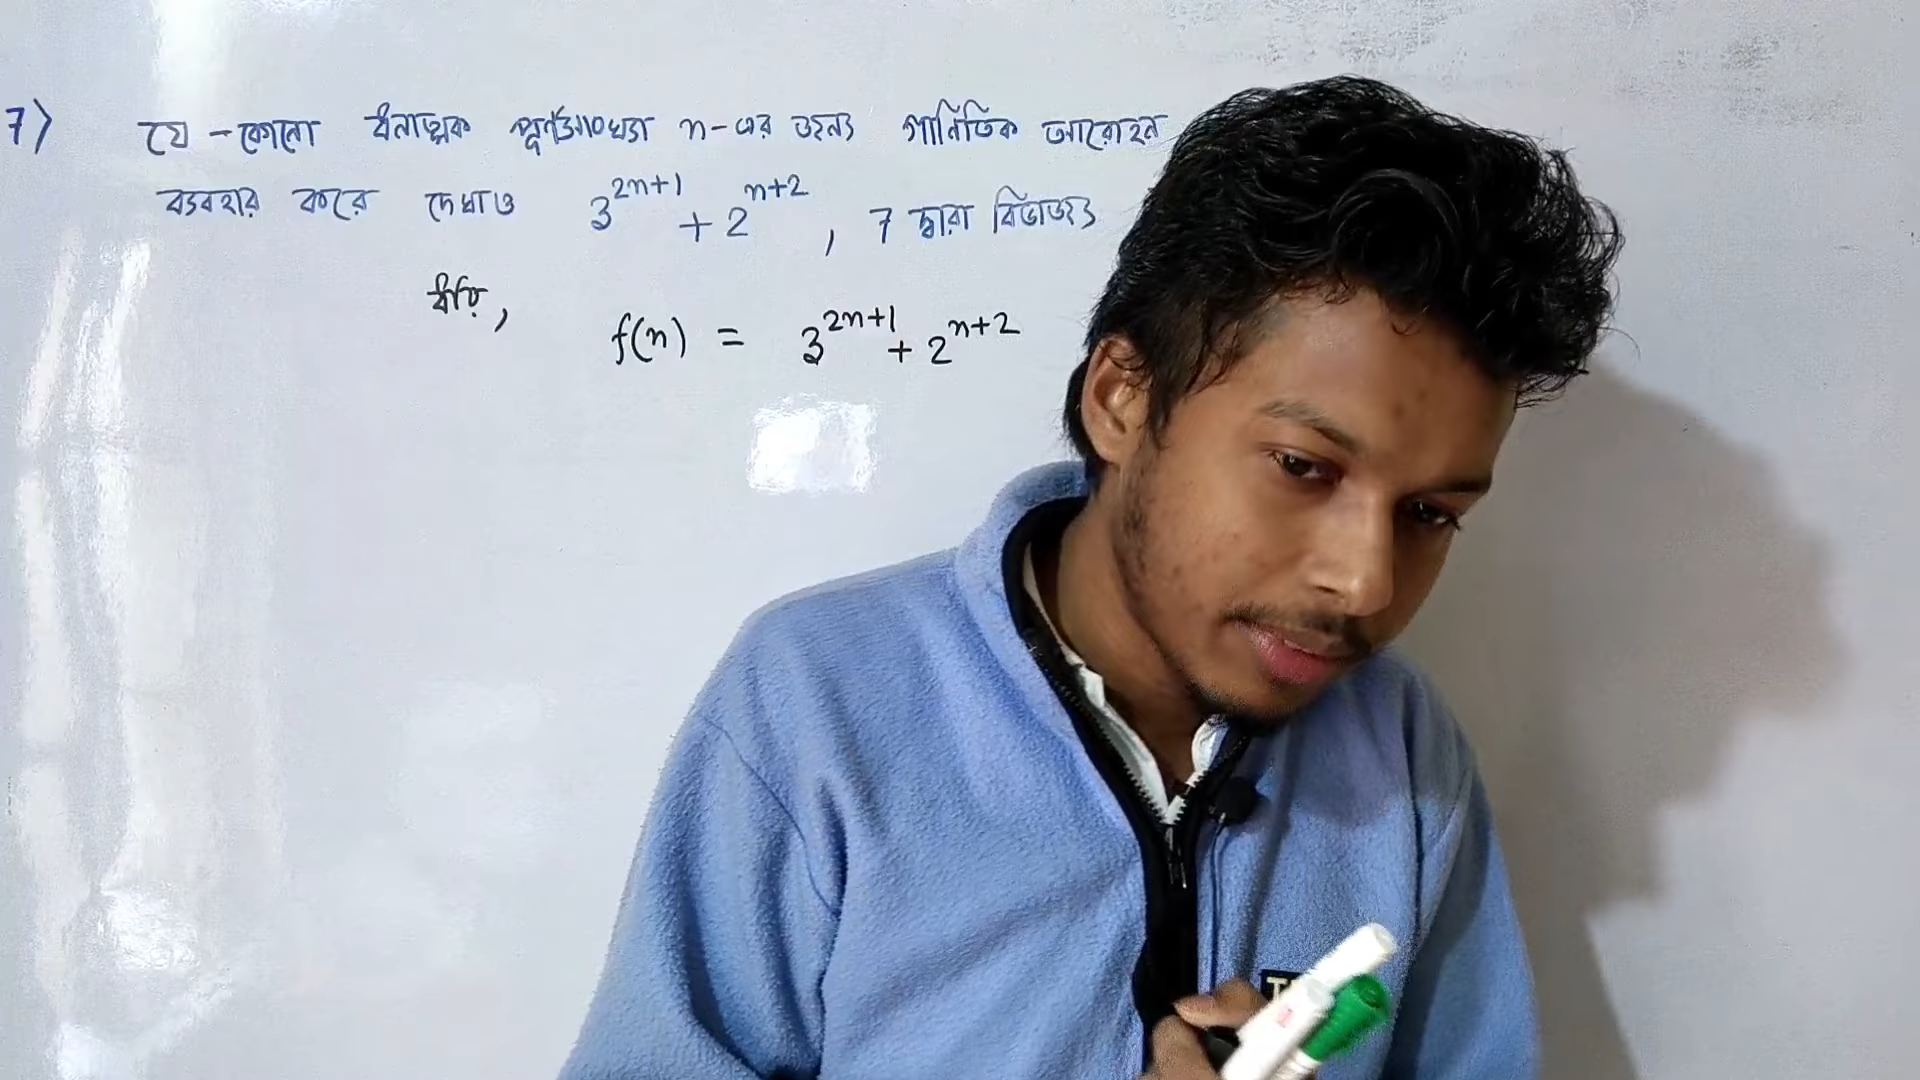 7) যে-কোনো ধনাত্মক পূর্ণসংখ্যা n-এর জন্য গাণিতিক আরোহন
ব্যবহার করে দেখাও 3^{2n+1} + 2^{n+2}, 7 দ্বারা বিভাজ্য
ধরি, f(n) = 3^{2n+1} + 2^{n+2}